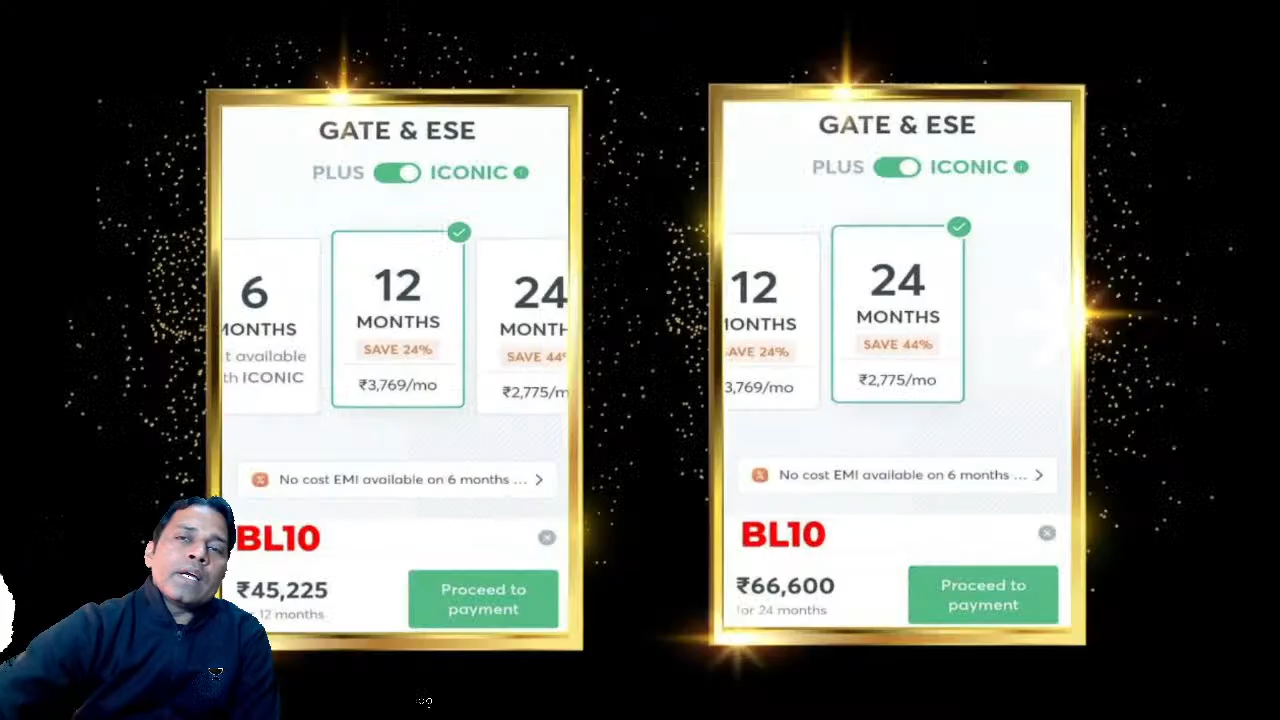 GATE & ESE
PLUS ICONIC
6
MONTHS
t available
th ICONIC
12
MONTHS
SAVE 24%
₹3,769/mo
24
MONTH
SAVE 44%
₹2,775/m
No cost EMI available on 6 months ...
BL10
₹45,225
12 months
Proceed to
payment
GATE & ESE
PLUS ICONIC
12
MONTHS
AVE 24%
3,769/mo
24
MONTHS
SAVE 44%
₹2,775/mo
No cost EMI available on 6 months ...
BL10
₹66,600
for 24 months
Proceed to
payment